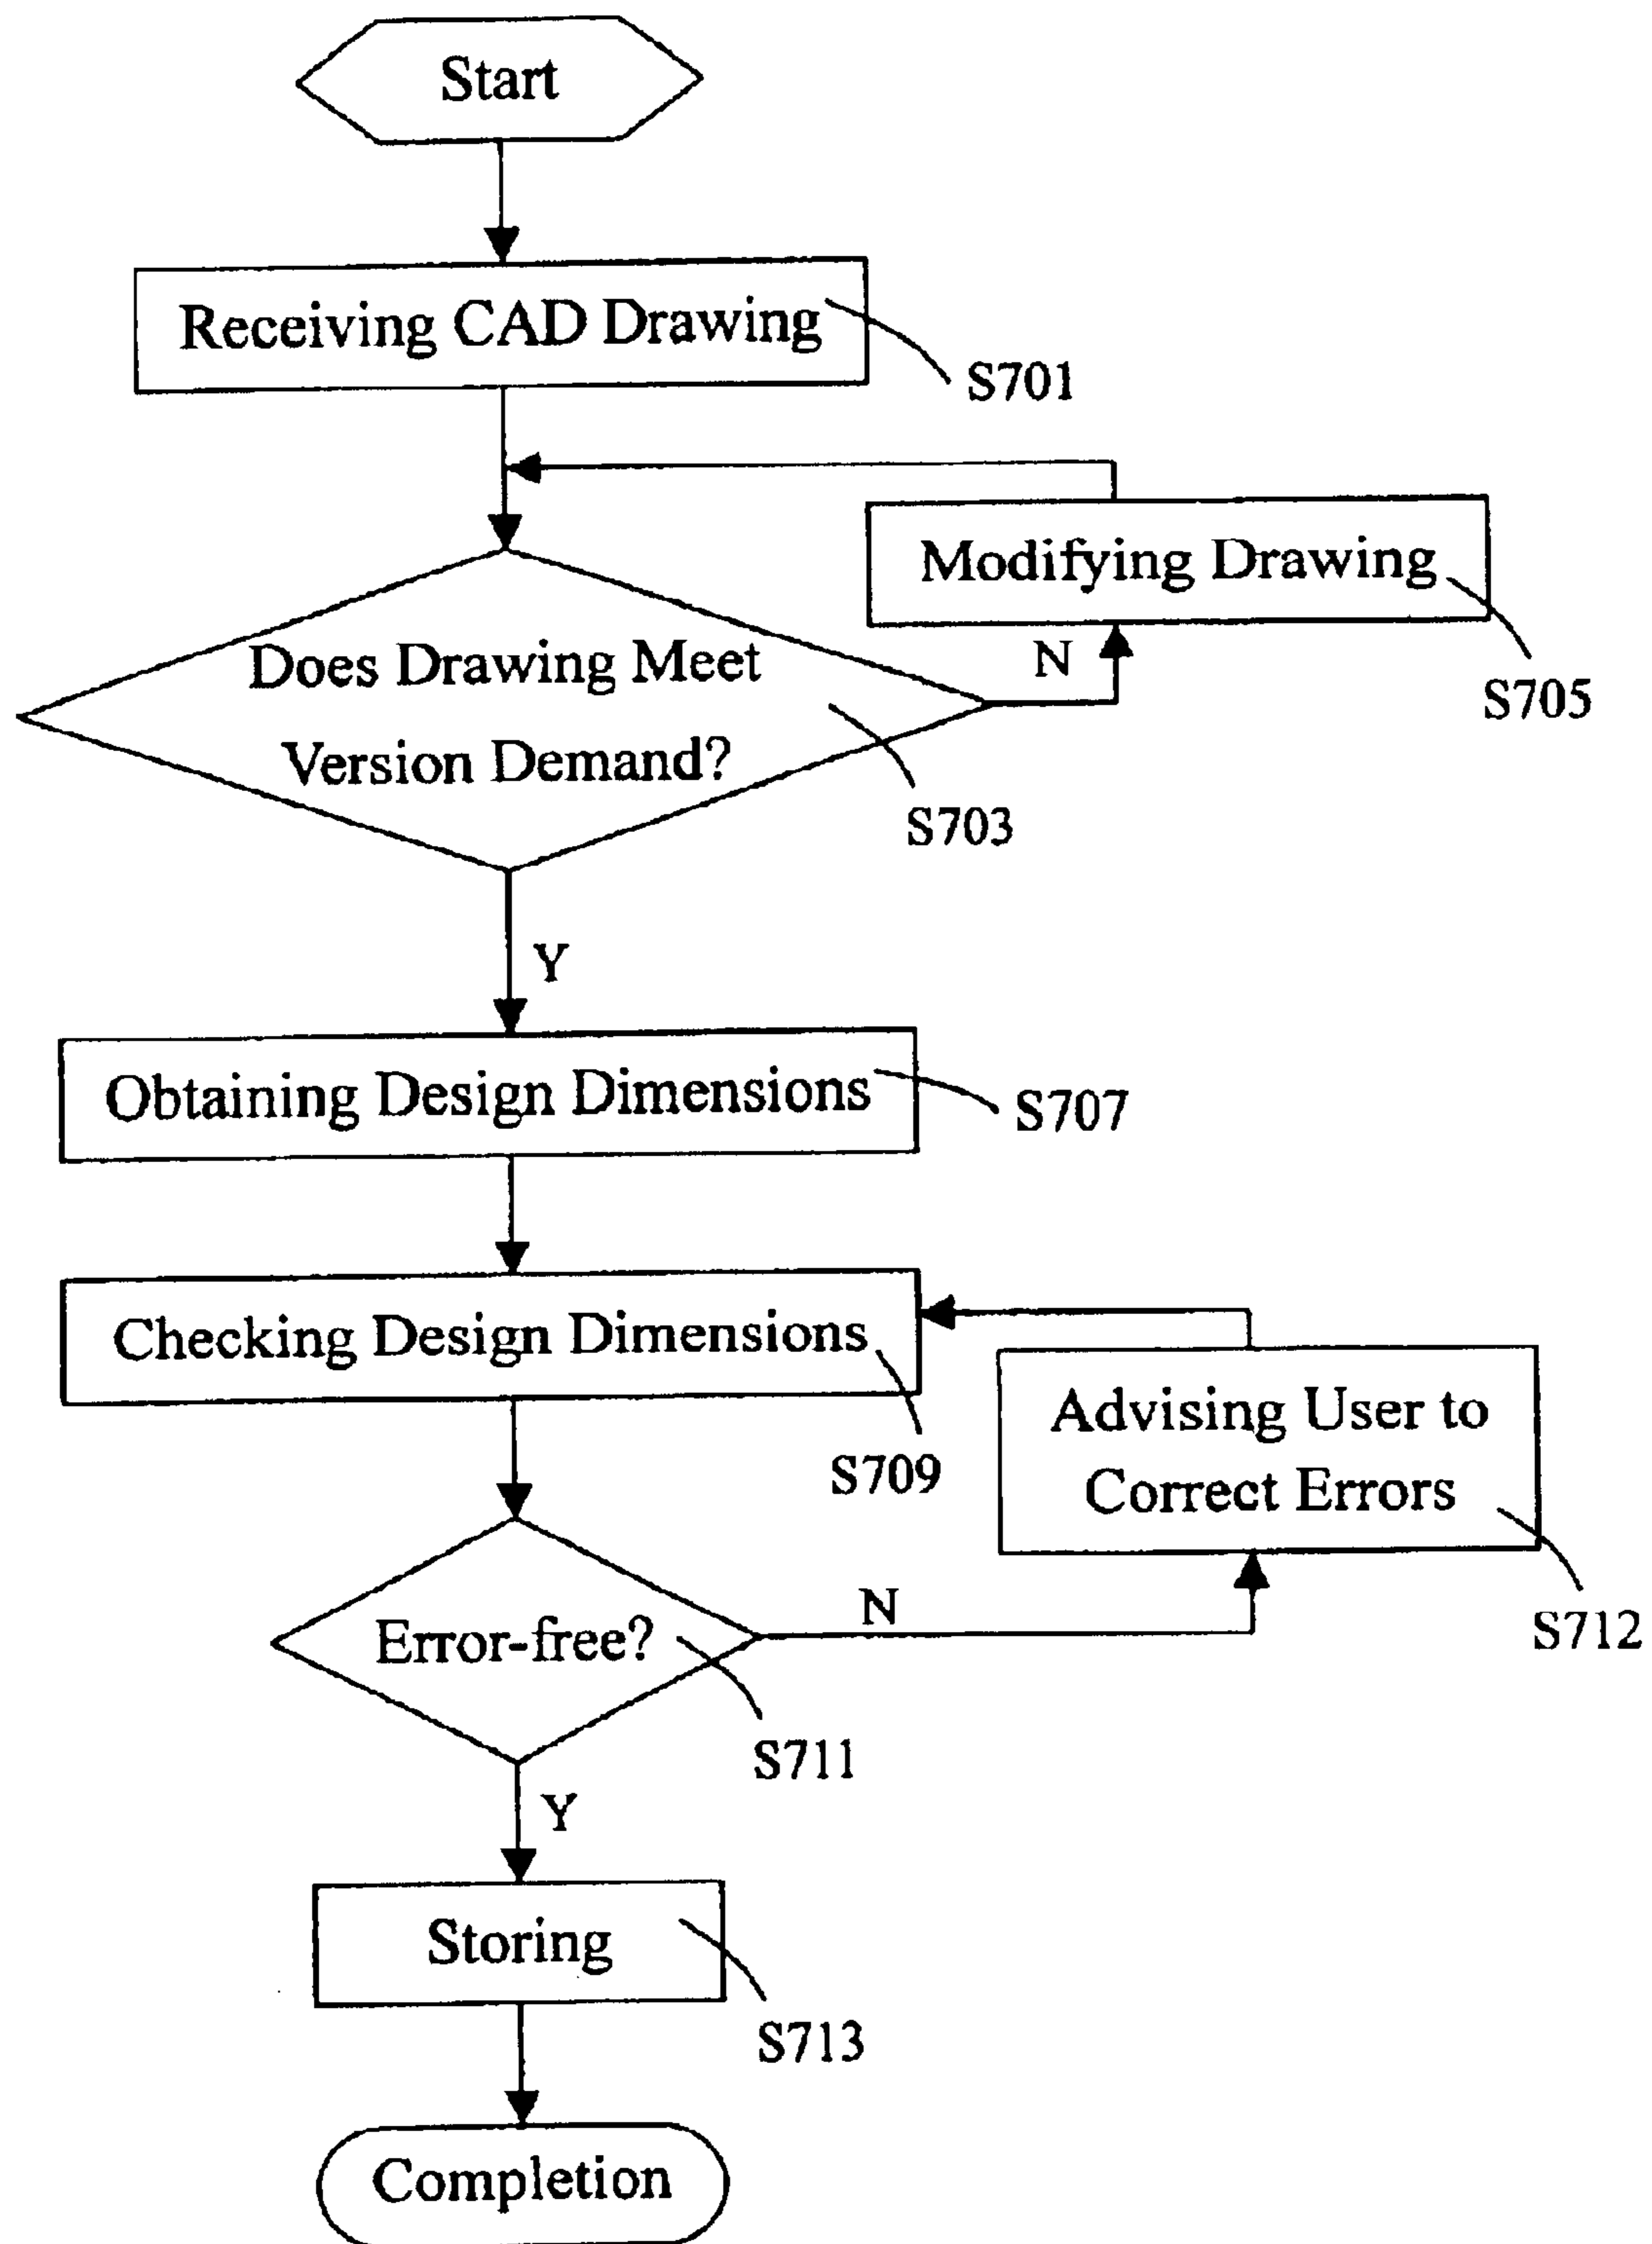 Start
Receiving CAD Drawing
S701
Modifying Drawing
S705
N
Does Drawing Meet
Version Demand?
S703
Y
Obtaining Design Dimensions
S707
Checking Design Dimensions
S709
Advising User to
Correct Errors
S712
N
Error-free?
S711
Y
Storing
S713
Completion